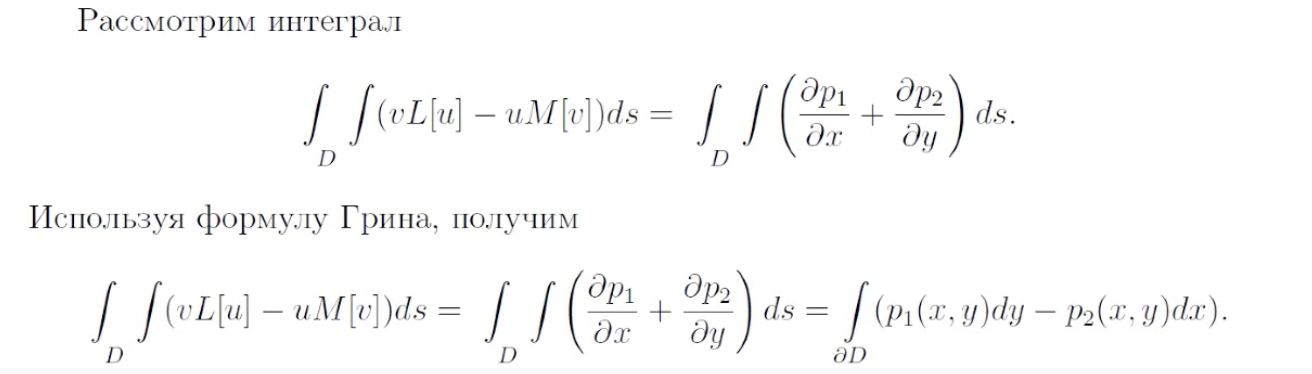 Рассмотрим интеграл
∫∫_D (vL[u] − uM[v])ds = ∫∫_D (∂p₁/∂x + ∂p₂/∂y) ds.
Используя формулу Грина, получим
∫∫_D (vL[u] − uM[v])ds = ∫∫_D (∂p₁/∂x + ∂p₂/∂y) ds = ∫_∂D (p₁(x, y)dy − p₂(x, y)dx).